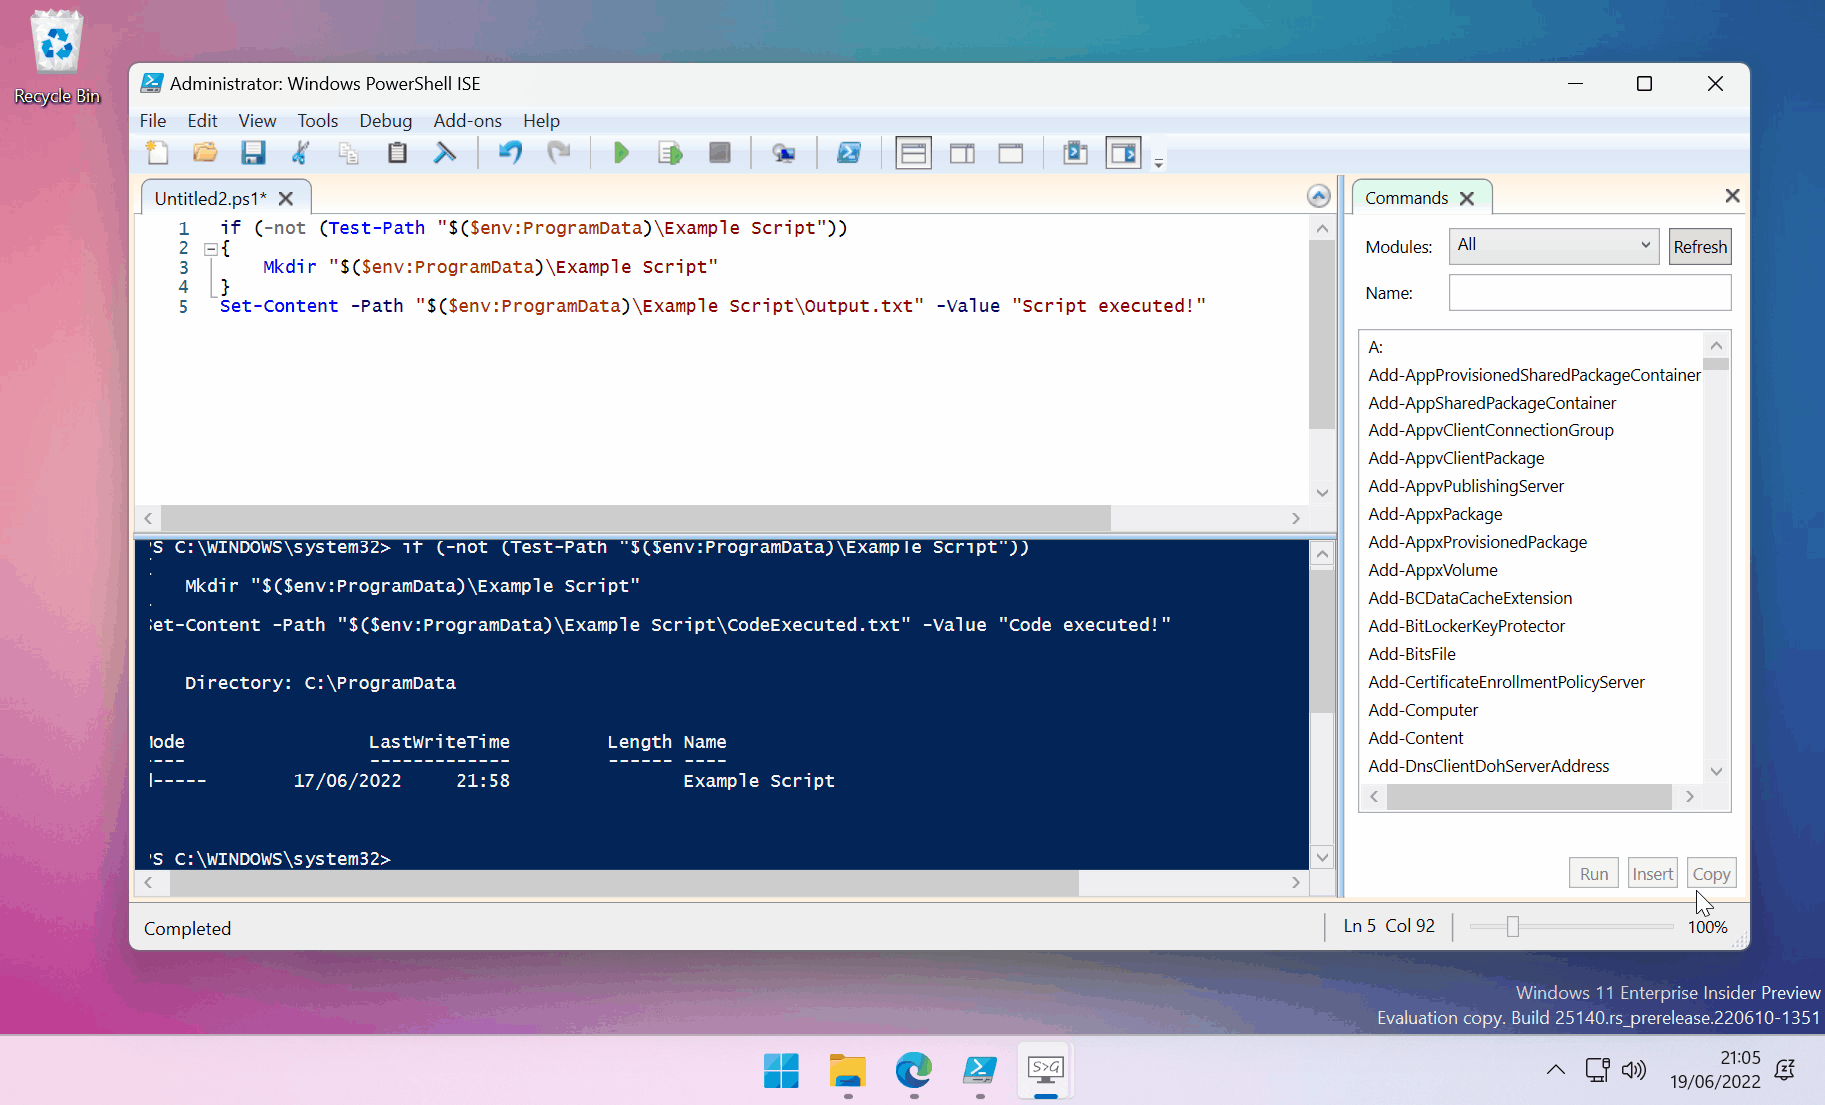 Recycle Bin
Administrator: Windows PowerShell ISE
File Edit View Tools Debug Add-ons Help
Untitled2.ps1*
1 if (-not (Test-Path "$($env:ProgramData)\Example Script"))
2 {
3 Mkdir "$($env:ProgramData)\Example Script"
4 }
5 Set-Content -Path "$($env:ProgramData)\Example Script\Output.txt" -Value "Script executed!"
PS C:\WINDOWS\system32> if (-not (Test-Path "$($env:ProgramData)\Example Script"))
Mkdir "$($env:ProgramData)\Example Script"
Set-Content -Path "$($env:ProgramData)\Example Script\CodeExecuted.txt" -Value "Code executed!"
Directory: C:\ProgramData
Mode LastWriteTime Length Name
---- ------------- ------ ----
d----- 17/06/2022 21:58 Example Script
PS C:\WINDOWS\system32>
Completed
Ln 5 Col 92
100%
Commands
Modules: All Refresh
Name:
A:
Add-AppProvisionedSharedPackageContainer
Add-AppSharedPackageContainer
Add-AppvClientConnectionGroup
Add-AppvClientPackage
Add-AppvPublishingServer
Add-AppxPackage
Add-AppxProvisionedPackage
Add-AppxVolume
Add-BCDataCacheExtension
Add-BitLockerKeyProtector
Add-BitsFile
Add-CertificateEnrollmentPolicyServer
Add-Computer
Add-Content
Add-DnsClientDohServerAddress
Run Insert Copy
Windows 11 Enterprise Insider Preview
Evaluation copy. Build 25140.rs_prerelease.220610-1351
S>G
21:05
19/06/2022